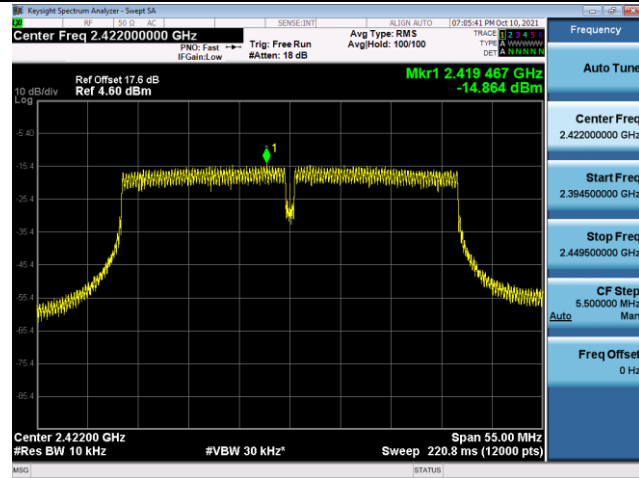 Keysight Spectrum Analyzer - Swept SA
RF 50 Ω AC SENSE:INT ALIGN AUTO 07:05:41 PM Oct 10, 2021
Center Freq 2.422000000 GHz
PNO: Fast
IFGain:Low
Trig: Free Run
#Atten: 18 dB
Avg Type: RMS
Avg|Hold: 100/100
TRACE 1 2 3 4 5 6
TYPE A WWWWW
DET A N N N N N
Frequency
Auto Tune
Center Freq
2.422000000 GHz
Start Freq
2.394500000 GHz
Stop Freq
2.449500000 GHz
CF Step
5.500000 MHz
Auto Man
Freq Offset
0 Hz
Mkr1 2.419 467 GHz
-14.864 dBm
Ref Offset 17.6 dB
10 dB/div Ref 4.60 dBm
Log
1
-5.40
-15.4
-25.4
-35.4
-45.4
-55.4
-65.4
-75.4
-85.4
Center 2.42200 GHz Span 55.00 MHz
#Res BW 10 kHz #VBW 30 kHz* Sweep 220.8 ms (12000 pts)
MSG STATUS